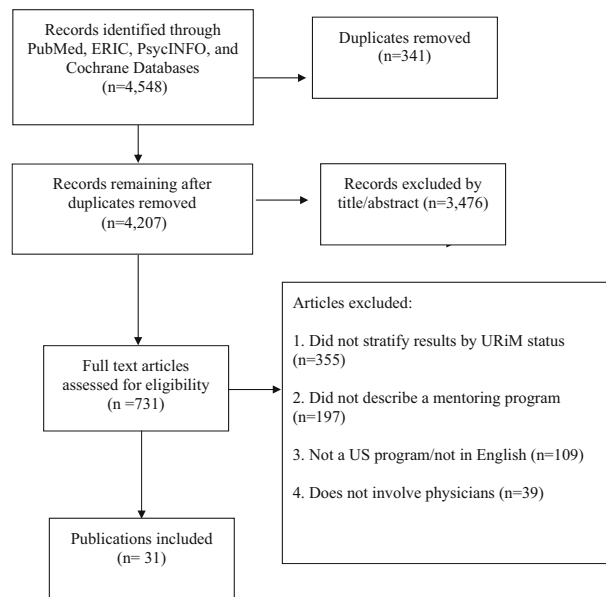 Records identified through
PubMed, ERIC, PsycINFO, and
Cochrane Databases
(n=4,548)
Duplicates removed
(n=341)
Records remaining after
duplicates removed
(n=4,207)
Records excluded by
title/abstract (n=3,476)
Full text articles
assessed for eligibility
(n =731)
Articles excluded:
1. Did not stratify results by URiM status
(n=355)
2. Did not describe a mentoring program
(n=197)
3. Not a US program/not in English (n=109)
4. Does not involve physicians (n=39)
Publications included
(n= 31)